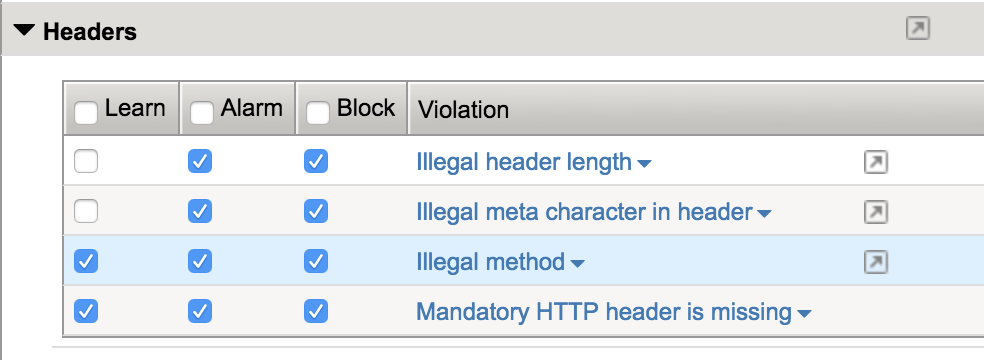 Headers
Learn Alarm Block Violation
Illegal header length
Illegal meta character in header
Illegal method
Mandatory HTTP header is missing